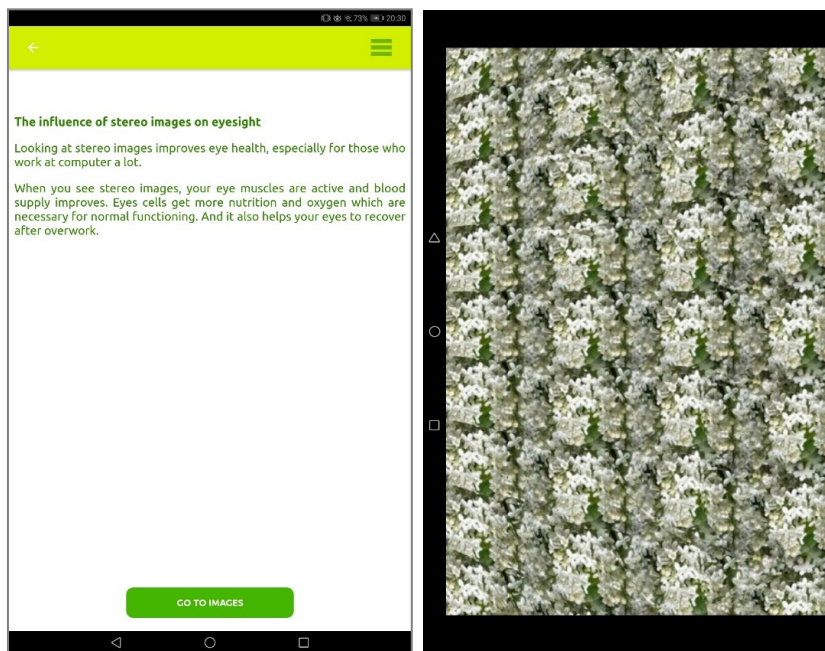 73% 20:30
The influence of stereo images on eyesight
Looking at stereo images improves eye health, especially for those who
work at computer a lot.
When you see stereo images, your eye muscles are active and blood
supply improves. Eyes cells get more nutrition and oxygen which are
necessary for normal functioning. And it also helps your eyes to recover
after overwork.
GO TO IMAGES